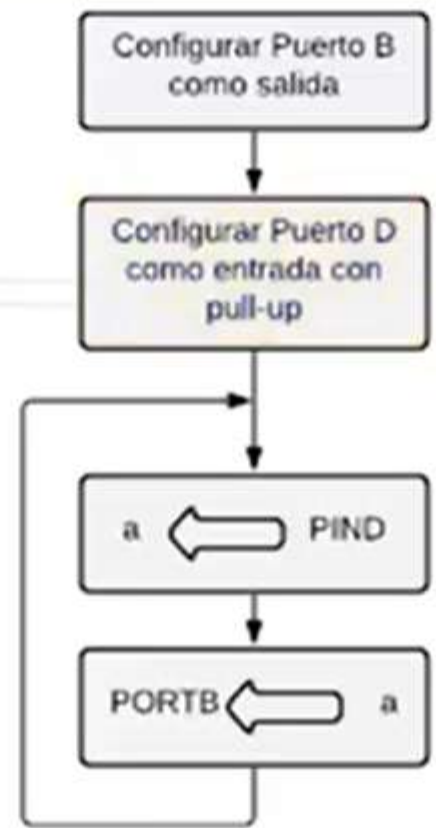 Configurar Puerto B
como salida
Configurar Puerto D
como entrada con
pull-up
a PIND
PORTB a